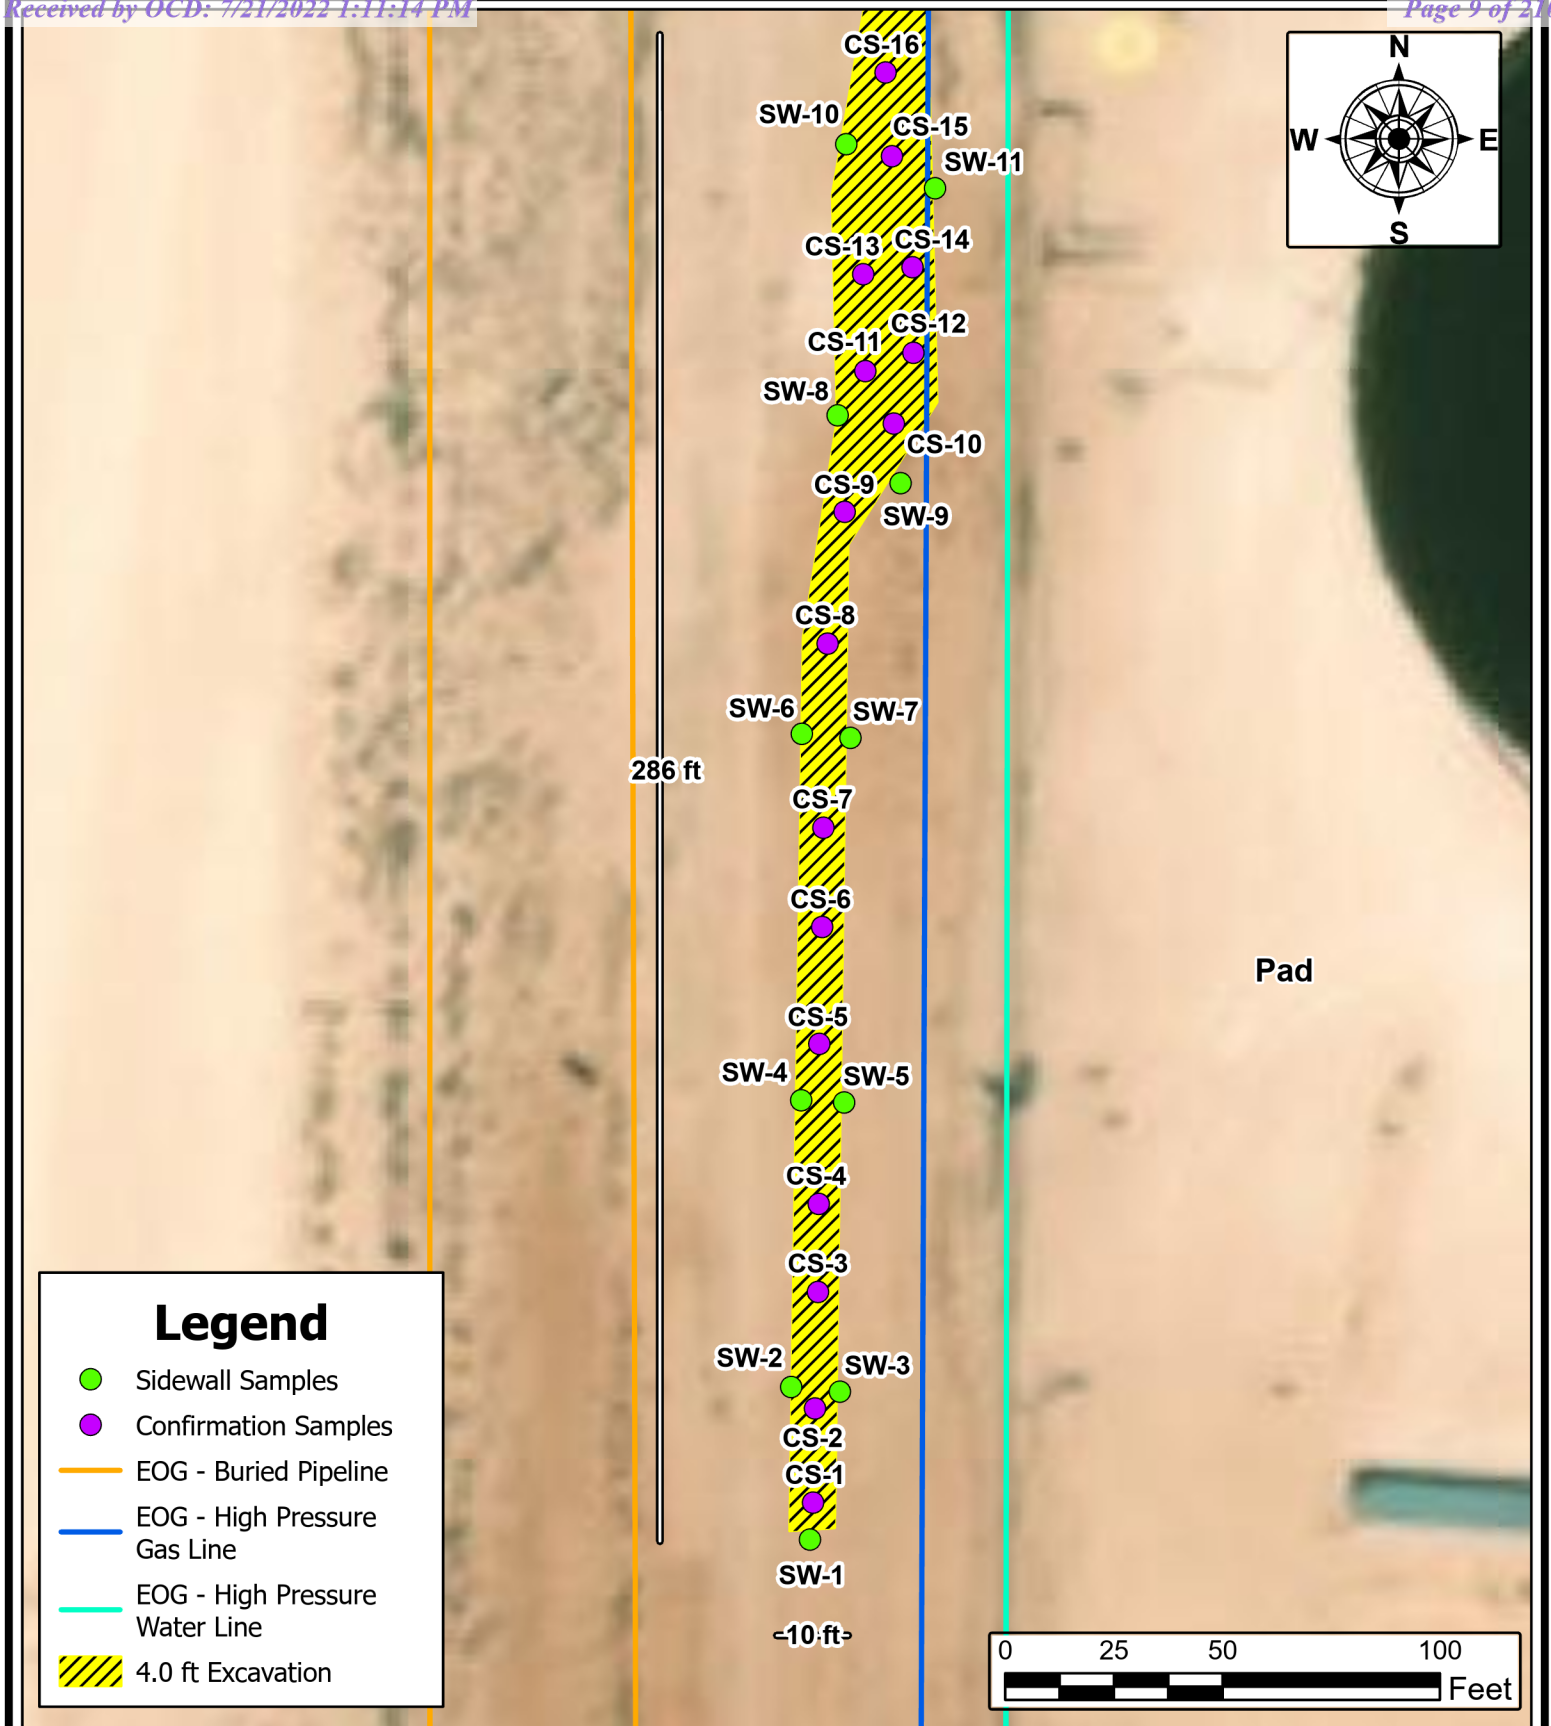 Received by OCD: 7/21/2022 1:11:14 PM
Page 9 of
N
W
E
S
CS-16
SW-10
CS-15
SW-11
CS-13
CS-14
CS-12
CS-11
SW-8
CS-10
CS-9
SW-9
CS-8
SW-6
SW-7
286 ft
CS-7
CS-6
Pad
CS-5
SW-4
SW-5
CS-4
CS-3
SW-2
SW-3
CS-2
CS-1
SW-1
10 ft
Legend
Sidewall Samples
Confirmation Samples
EOG - Buried Pipeline
EOG - High Pressure
Gas Line
EOG - High Pressure
Water Line
4.0 ft Excavation
0 25 50 100
Feet